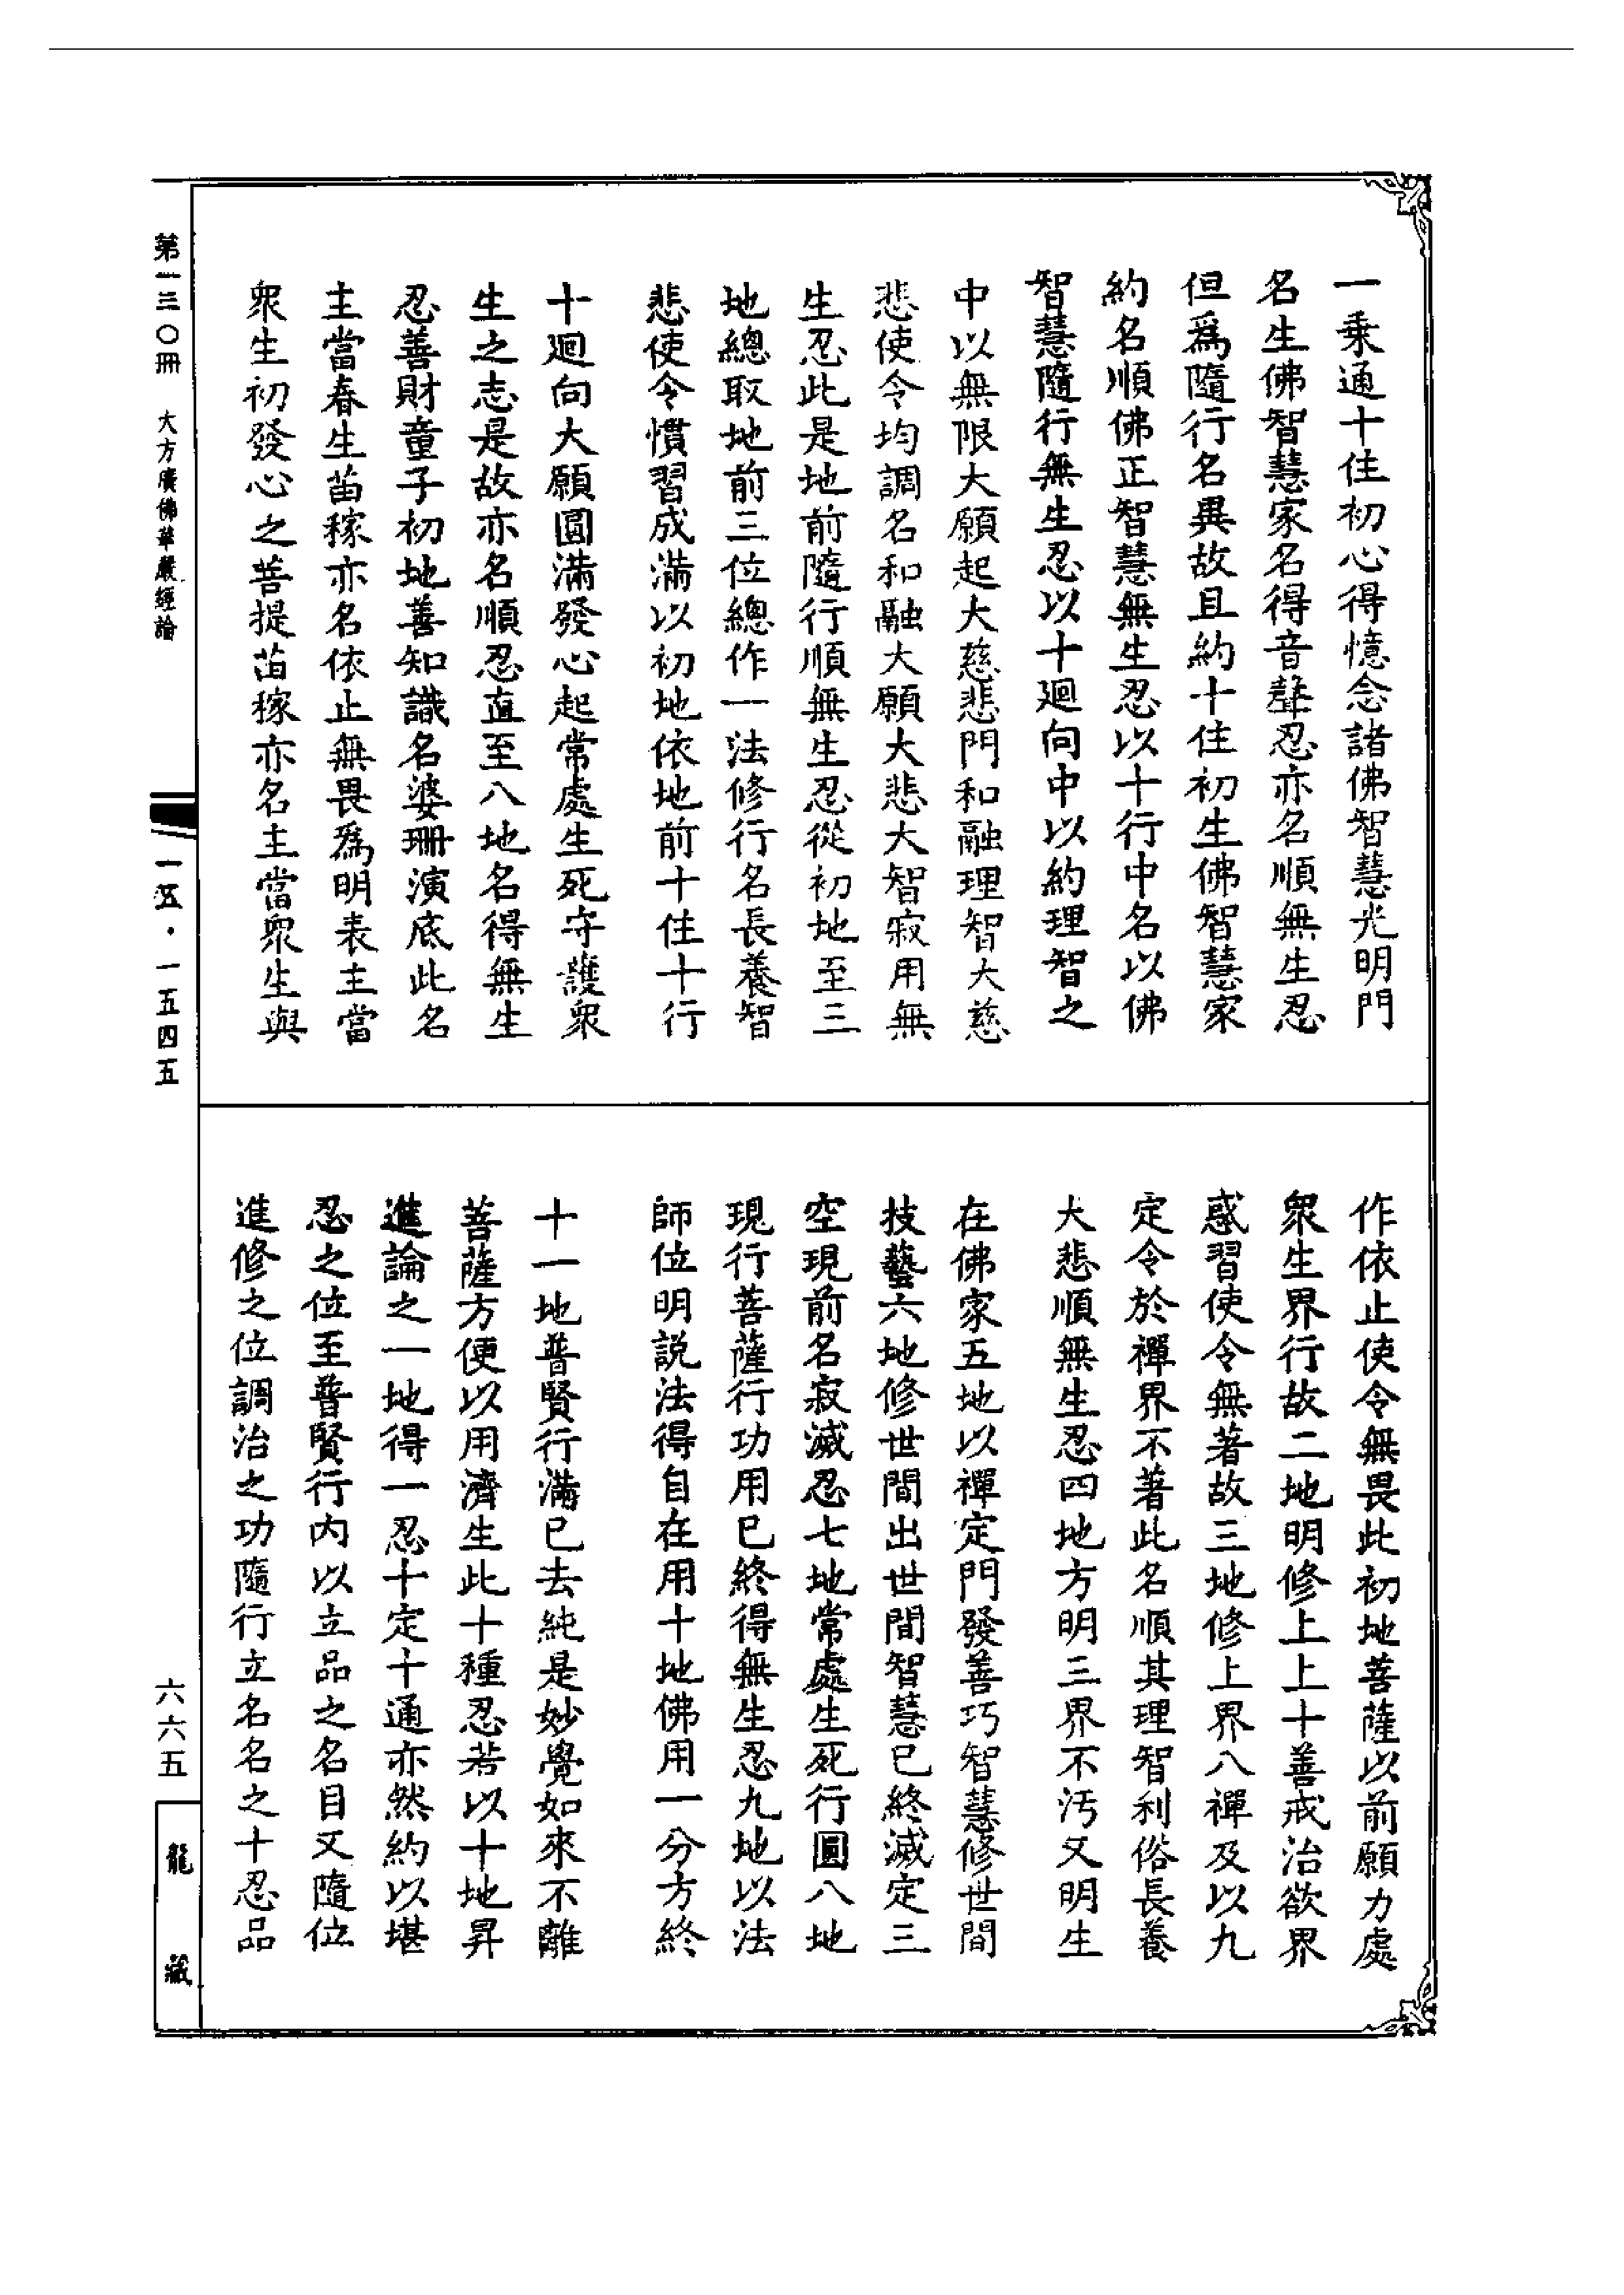 一乘通十住初心得憶念諸佛智慧光明門
名生佛智慧家名得音聲忍亦名順無生忍
但爲隨行名異故且約十住初生佛智慧家
約名順佛正智慧無生忍以十行中名以佛
智慧隨行無生忍以十廻向中以約理智之
中以無限大願起大慈悲門和融理智大慈
悲使令均調名和融大願大悲大智寂用無
生忍此是地前隨行順無生忍從初地至三
地總取地前三位總作一法修行名長養智
悲使令慣習成滿以初地依地前十住十行
十廻向大願圓滿發心起常處生死守護衆
生之志是故亦名順忍直至八地名得無生
忍善財童子初地善知識名婆珊演底此名
主當春生苗稼亦名依止無畏爲明表主當
衆生初發心之菩提苗稼亦名主當衆生與
作依止使令無畏此初地菩薩以前願力處
衆生界行故二地明修上上十善戒治欲界
惑習使令無著故三地修上界八禪及以九
定令於禪界不著此名順其理智利俗長養
大悲順無生忍四地方明三界不汚又明生
在佛家五地以禪定門發善巧智慧修世間
技藝六地修世間出世間智慧已終滅定三
空現前名寂滅忍七地常處生死行圓八地
現行菩薩行功用已終得無生忍九地以法
師位明説法得自在用十地佛用一分方終
十一地普賢行滿已去純是妙覺如來不離
菩薩方便以用濟生此十種忍若以十地昇
進論之一地得一忍十定十通亦然約以堪
忍之位至普賢行內以立品之名目又隨位
進修之位調治之功隨行立名名之十忍品
第一三〇冊 大方廣佛華嚴經論
一五·一五四五
六六五
龍藏